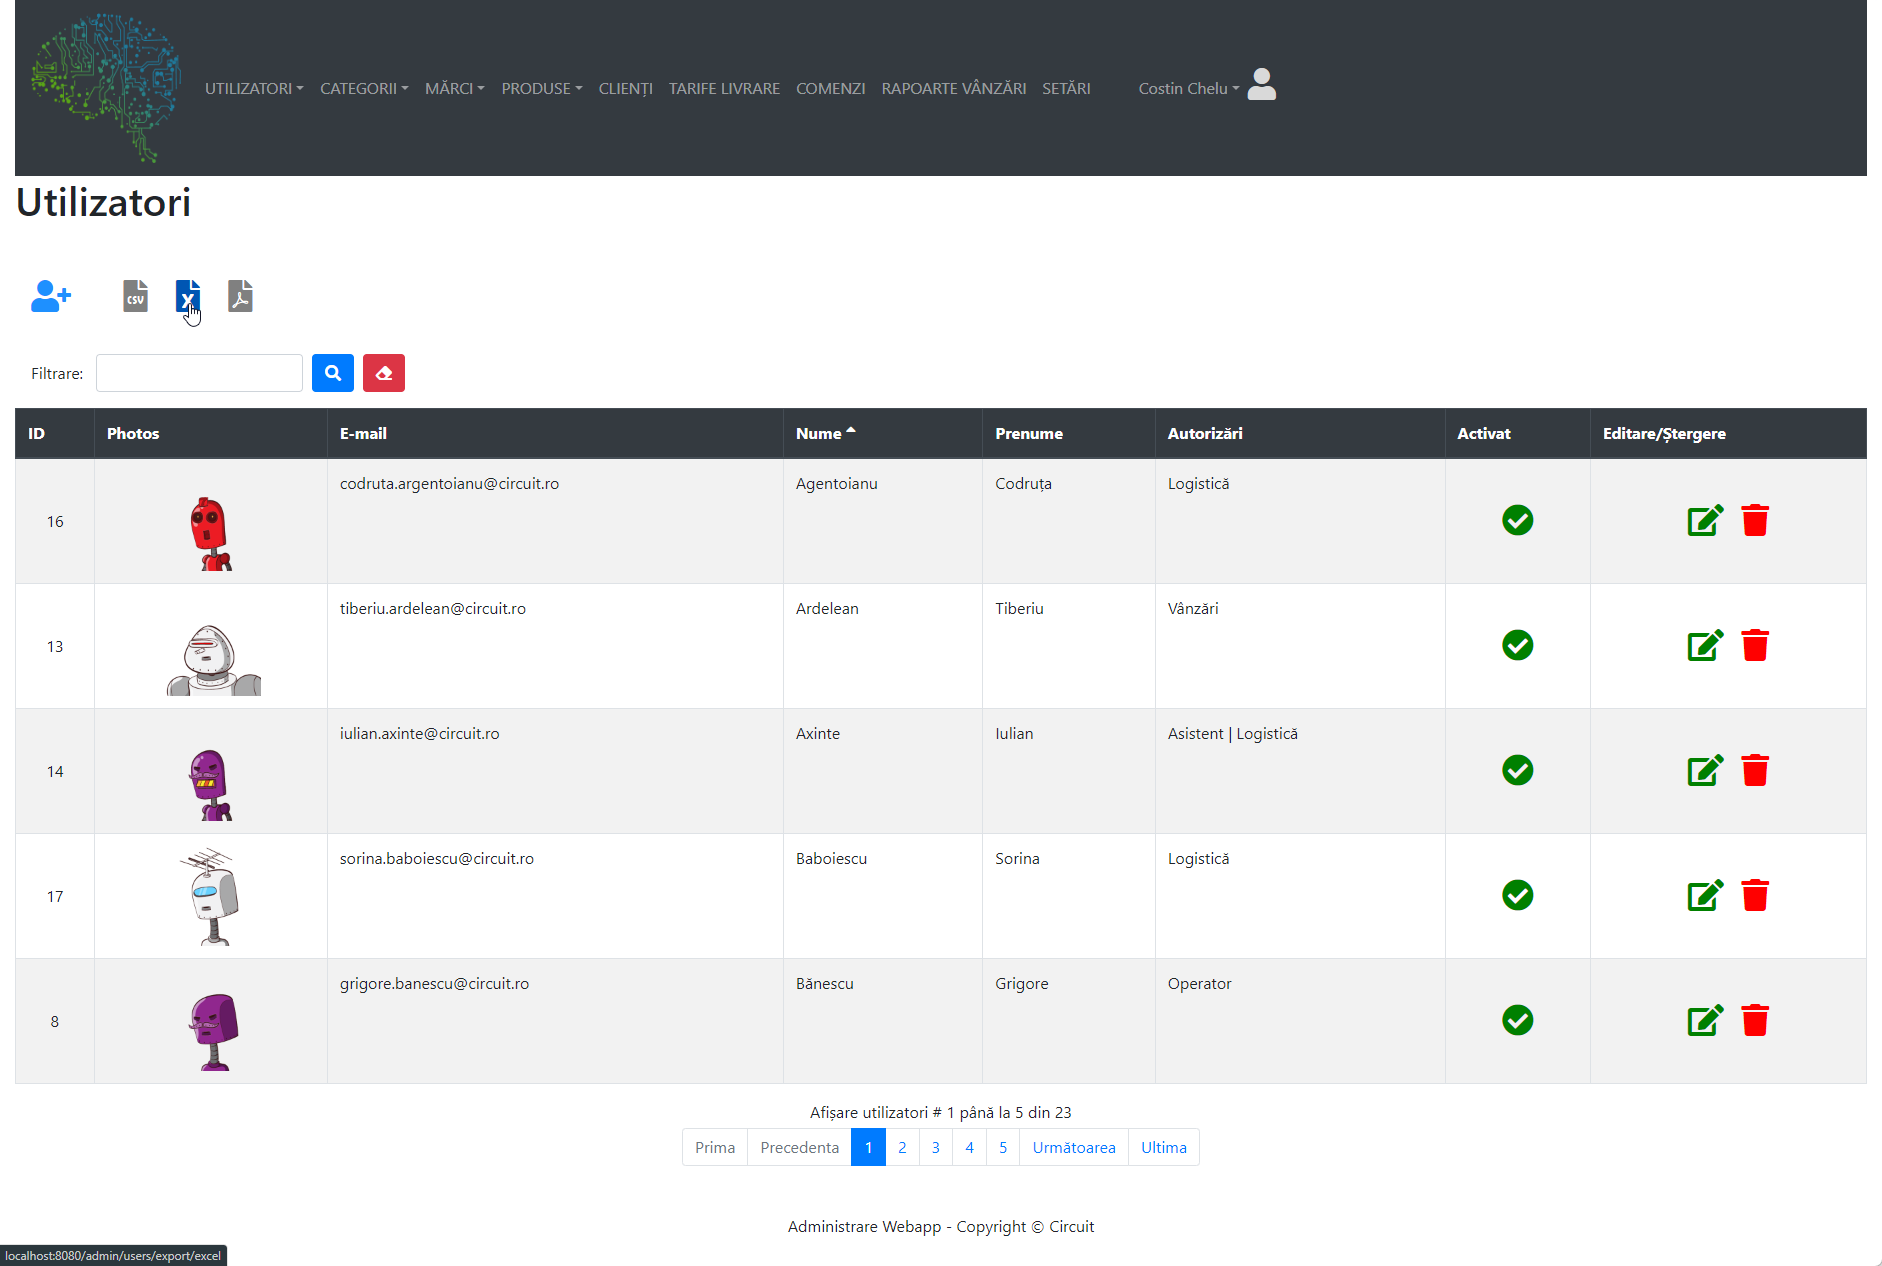 UTILIZATORI CATEGORII MĂRCI PRODUSE CLIENȚI TARIFE LIVRARE COMENZI RAPOARTE VÂNZĂRI SETĂRI Costin Chelu
Utilizatori
CSV X
Filtrare:
ID Photos E-mail Nume Prenume Autorizări Activat Editare/Ștergere
16 codruta.argentoianu@circuit.ro Agentoianu Codruța Logistică
13 tiberiu.ardelean@circuit.ro Ardelean Tiberiu Vânzări
14 iulian.axinte@circuit.ro Axinte Iulian Asistent | Logistică
17 sorina.baboiescu@circuit.ro Baboiescu Sorina Logistică
8 grigore.banescu@circuit.ro Bănescu Grigore Operator
Afișare utilizatori # 1 până la 5 din 23
Prima Precedenta 1 2 3 4 5 Următoarea Ultima
Administrare Webapp - Copyright © Circuit
localhost:8080/admin/users/export/excel